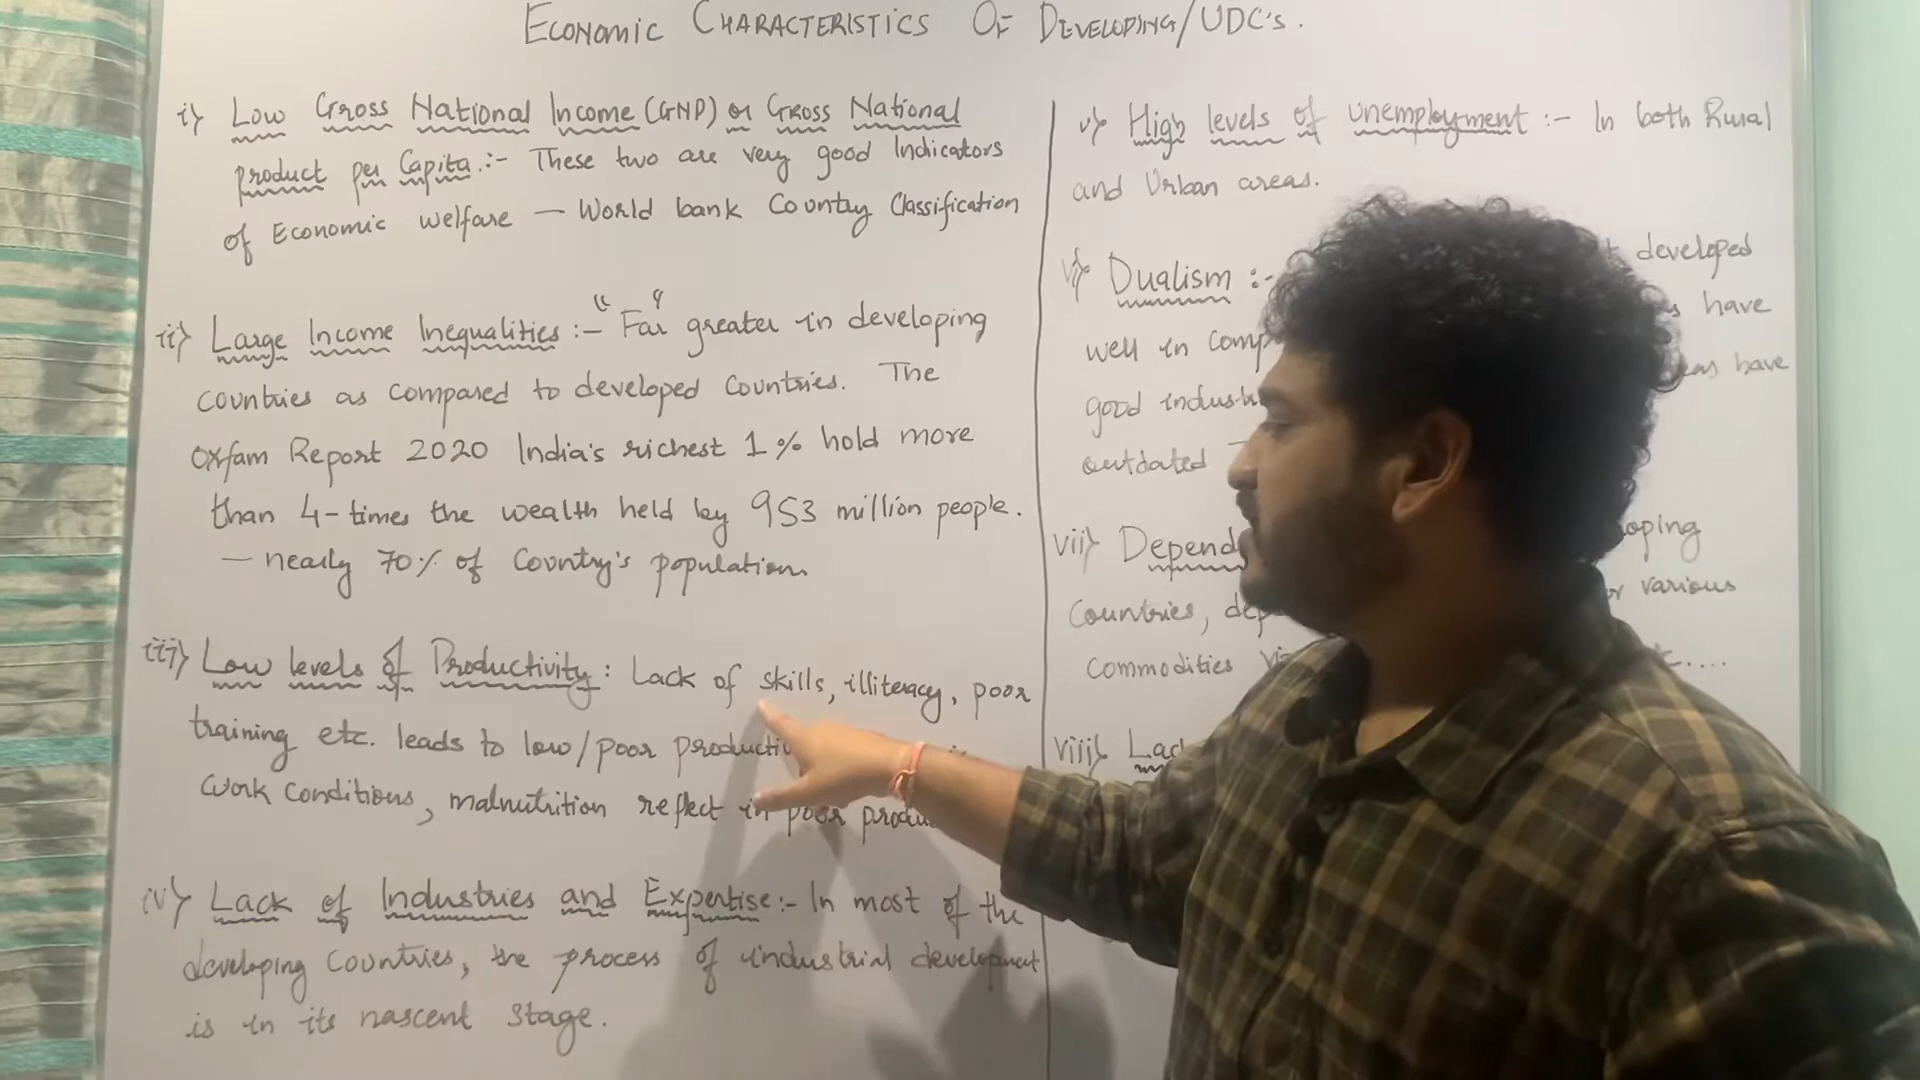 ECONOMIC CHARACTERISTICS OF DEVELOPING/UDC'S.
i) Low Gross National Income (GNP) or Gross National
product per Capita :- These two are very good Indicators
of Economic welfare — World bank Country Classification
ii) Large Income Inequalities :- "Far greater in developing
countries as compared to developed countries. The
Oxfam Report 2020 India's richest 1% hold more
than 4-times the wealth held by 953 million people.
— nearly 70% of Country's population.
iii) Low levels of Productivity : Lack of skills, illiteracy, poor
training etc. leads to low/poor
work conditions, malnutrition reflect in poor
iv) Lack of Industries and Expertise :- In most of the
developing countries, the process of industrial development
is in its nascent stage.
v) High levels of unemployment :- In both Rural
and Urban areas.
vi) Dualism :- developed
well in have
good have
outdated
vii)
Countries, various
commodities
viii)